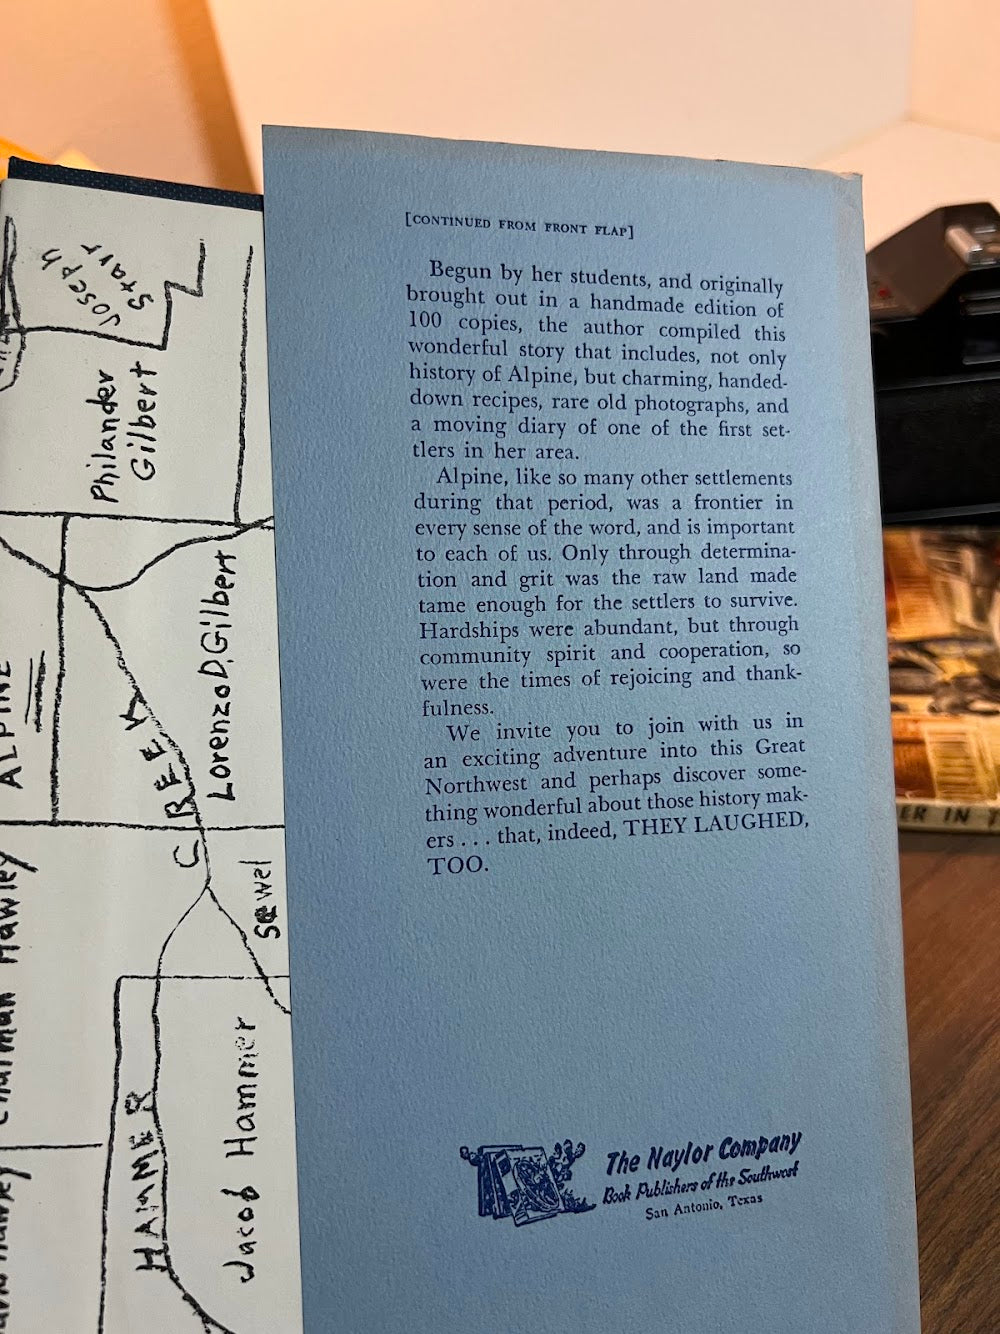 [CONTINUED FROM FRONT FLAP]
Begun by her students, and originally
brought out in a handmade edition of
100 copies, the author compiled this
wonderful story that includes, not only
history of Alpine, but charming, handed-
down recipes, rare old photographs, and
a moving diary of one of the first set-
tlers in her area.
Alpine, like so many other settlements
during that period, was a frontier in
every sense of the word, and is important
to each of us. Only through determina-
tion and grit was the raw land made
tame enough for the settlers to survive.
Hardships were abundant, but through
community spirit and cooperation, so
were the times of rejoicing and thank-
fulness.
We invite you to join with us in
an exciting adventure into this Great
Northwest and perhaps discover some-
thing wonderful about those history mak-
ers . . . that, indeed, THEY LAUGHED,
TOO.
The Naylor Company
Book Publishers of the Southwest
San Antonio, Texas
Joseph
Starr
Philander
Gilbert
Lorenzo D. Gilbert
ALPINE
CREEK
Sewel
Hawley
HAMMER
Jacob Hammer
ER IN